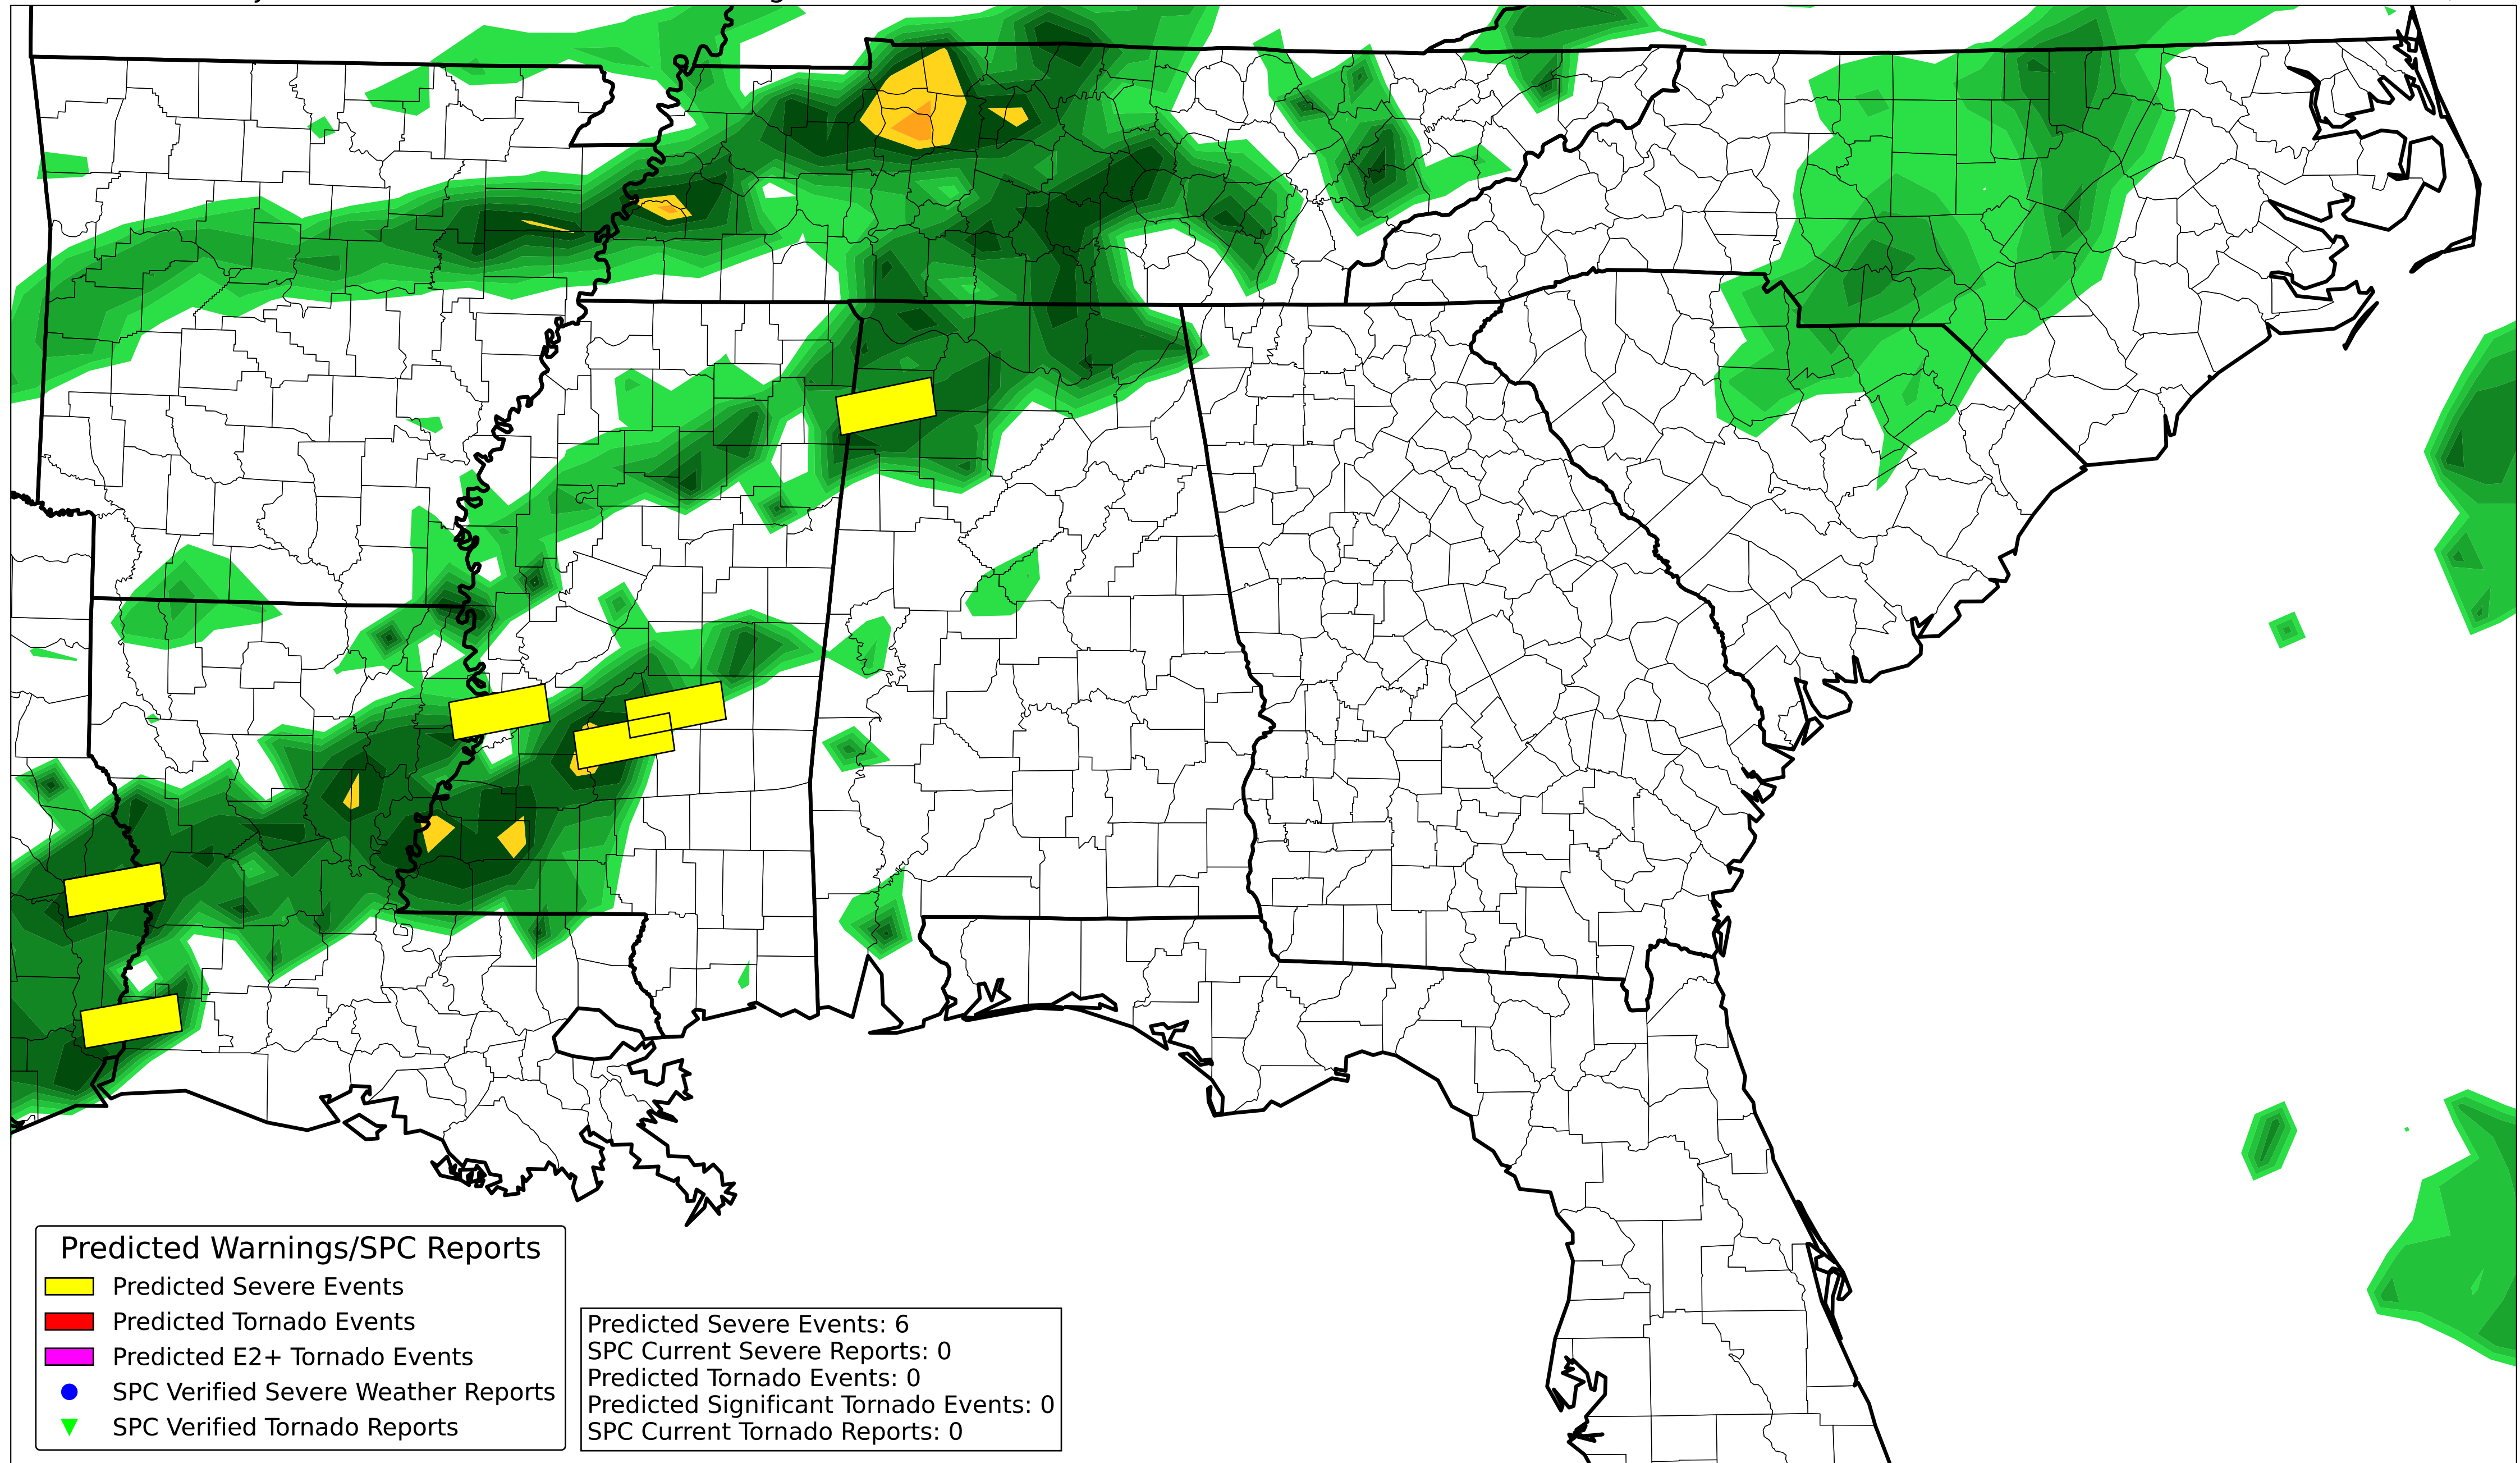 Predicted Warnings/SPC Reports
Predicted Severe Events
Predicted Tornado Events
Predicted E2+ Tornado Events
SPC Verified Severe Weather Reports
SPC Verified Tornado Reports
Predicted Severe Events: 6
SPC Current Severe Reports: 0
Predicted Tornado Events: 0
Predicted Significant Tornado Events: 0
SPC Current Tornado Reports: 0